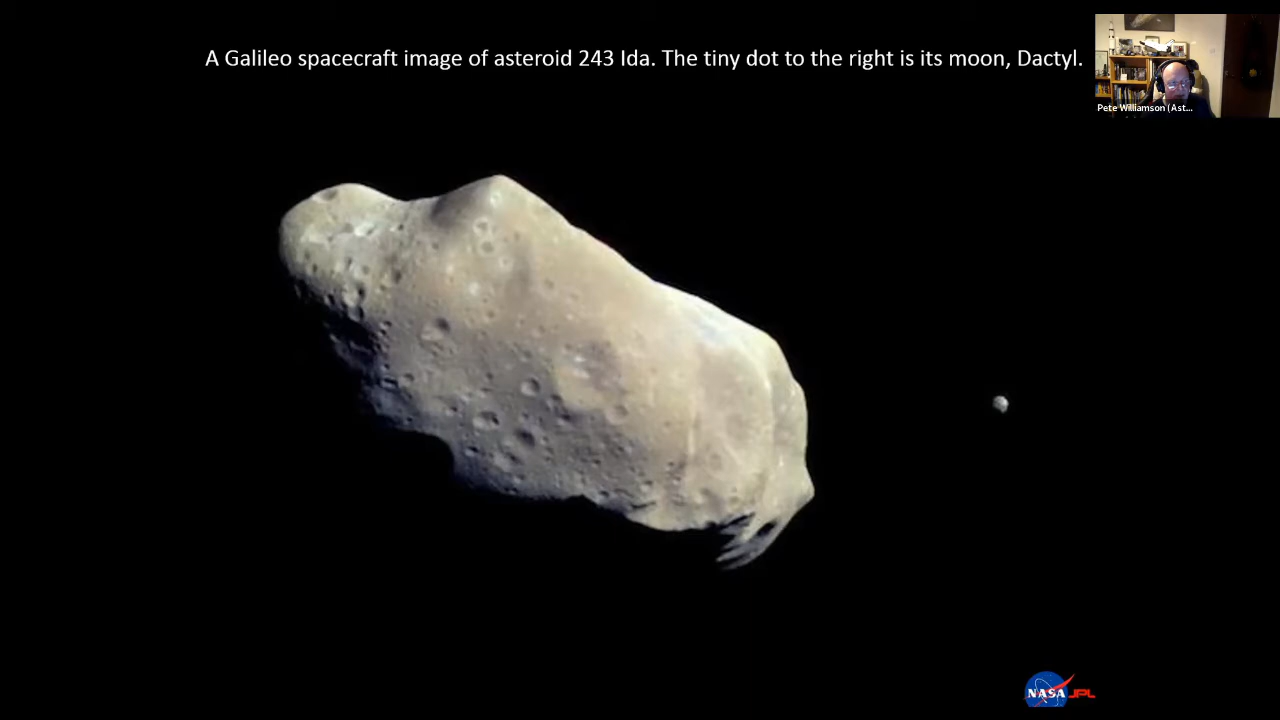 A Galileo spacecraft image of asteroid 243 Ida. The tiny dot to the right is its moon, Dactyl.
Pete Williamson (Ast...
NASA JPL